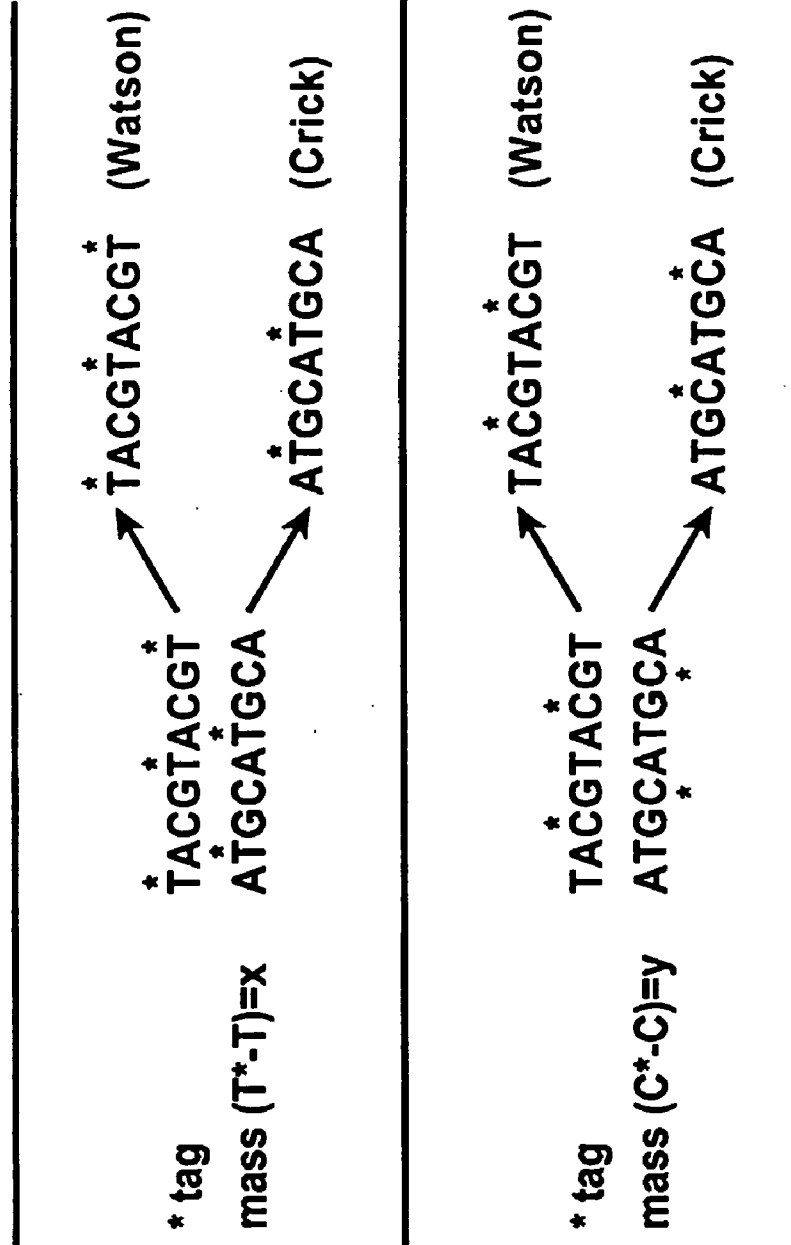 * tag
mass (T*-T)=x
* * *
TACGTACGT
* *
ATGCATGCA
* * *
TACGTACGT (Watson)
* *
ATGCATGCA (Crick)
* tag
mass (C*-C)=y
* *
TACGTACGT
ATGCATGCA
* *
* *
TACGTACGT (Watson)
* *
ATGCATGCA (Crick)